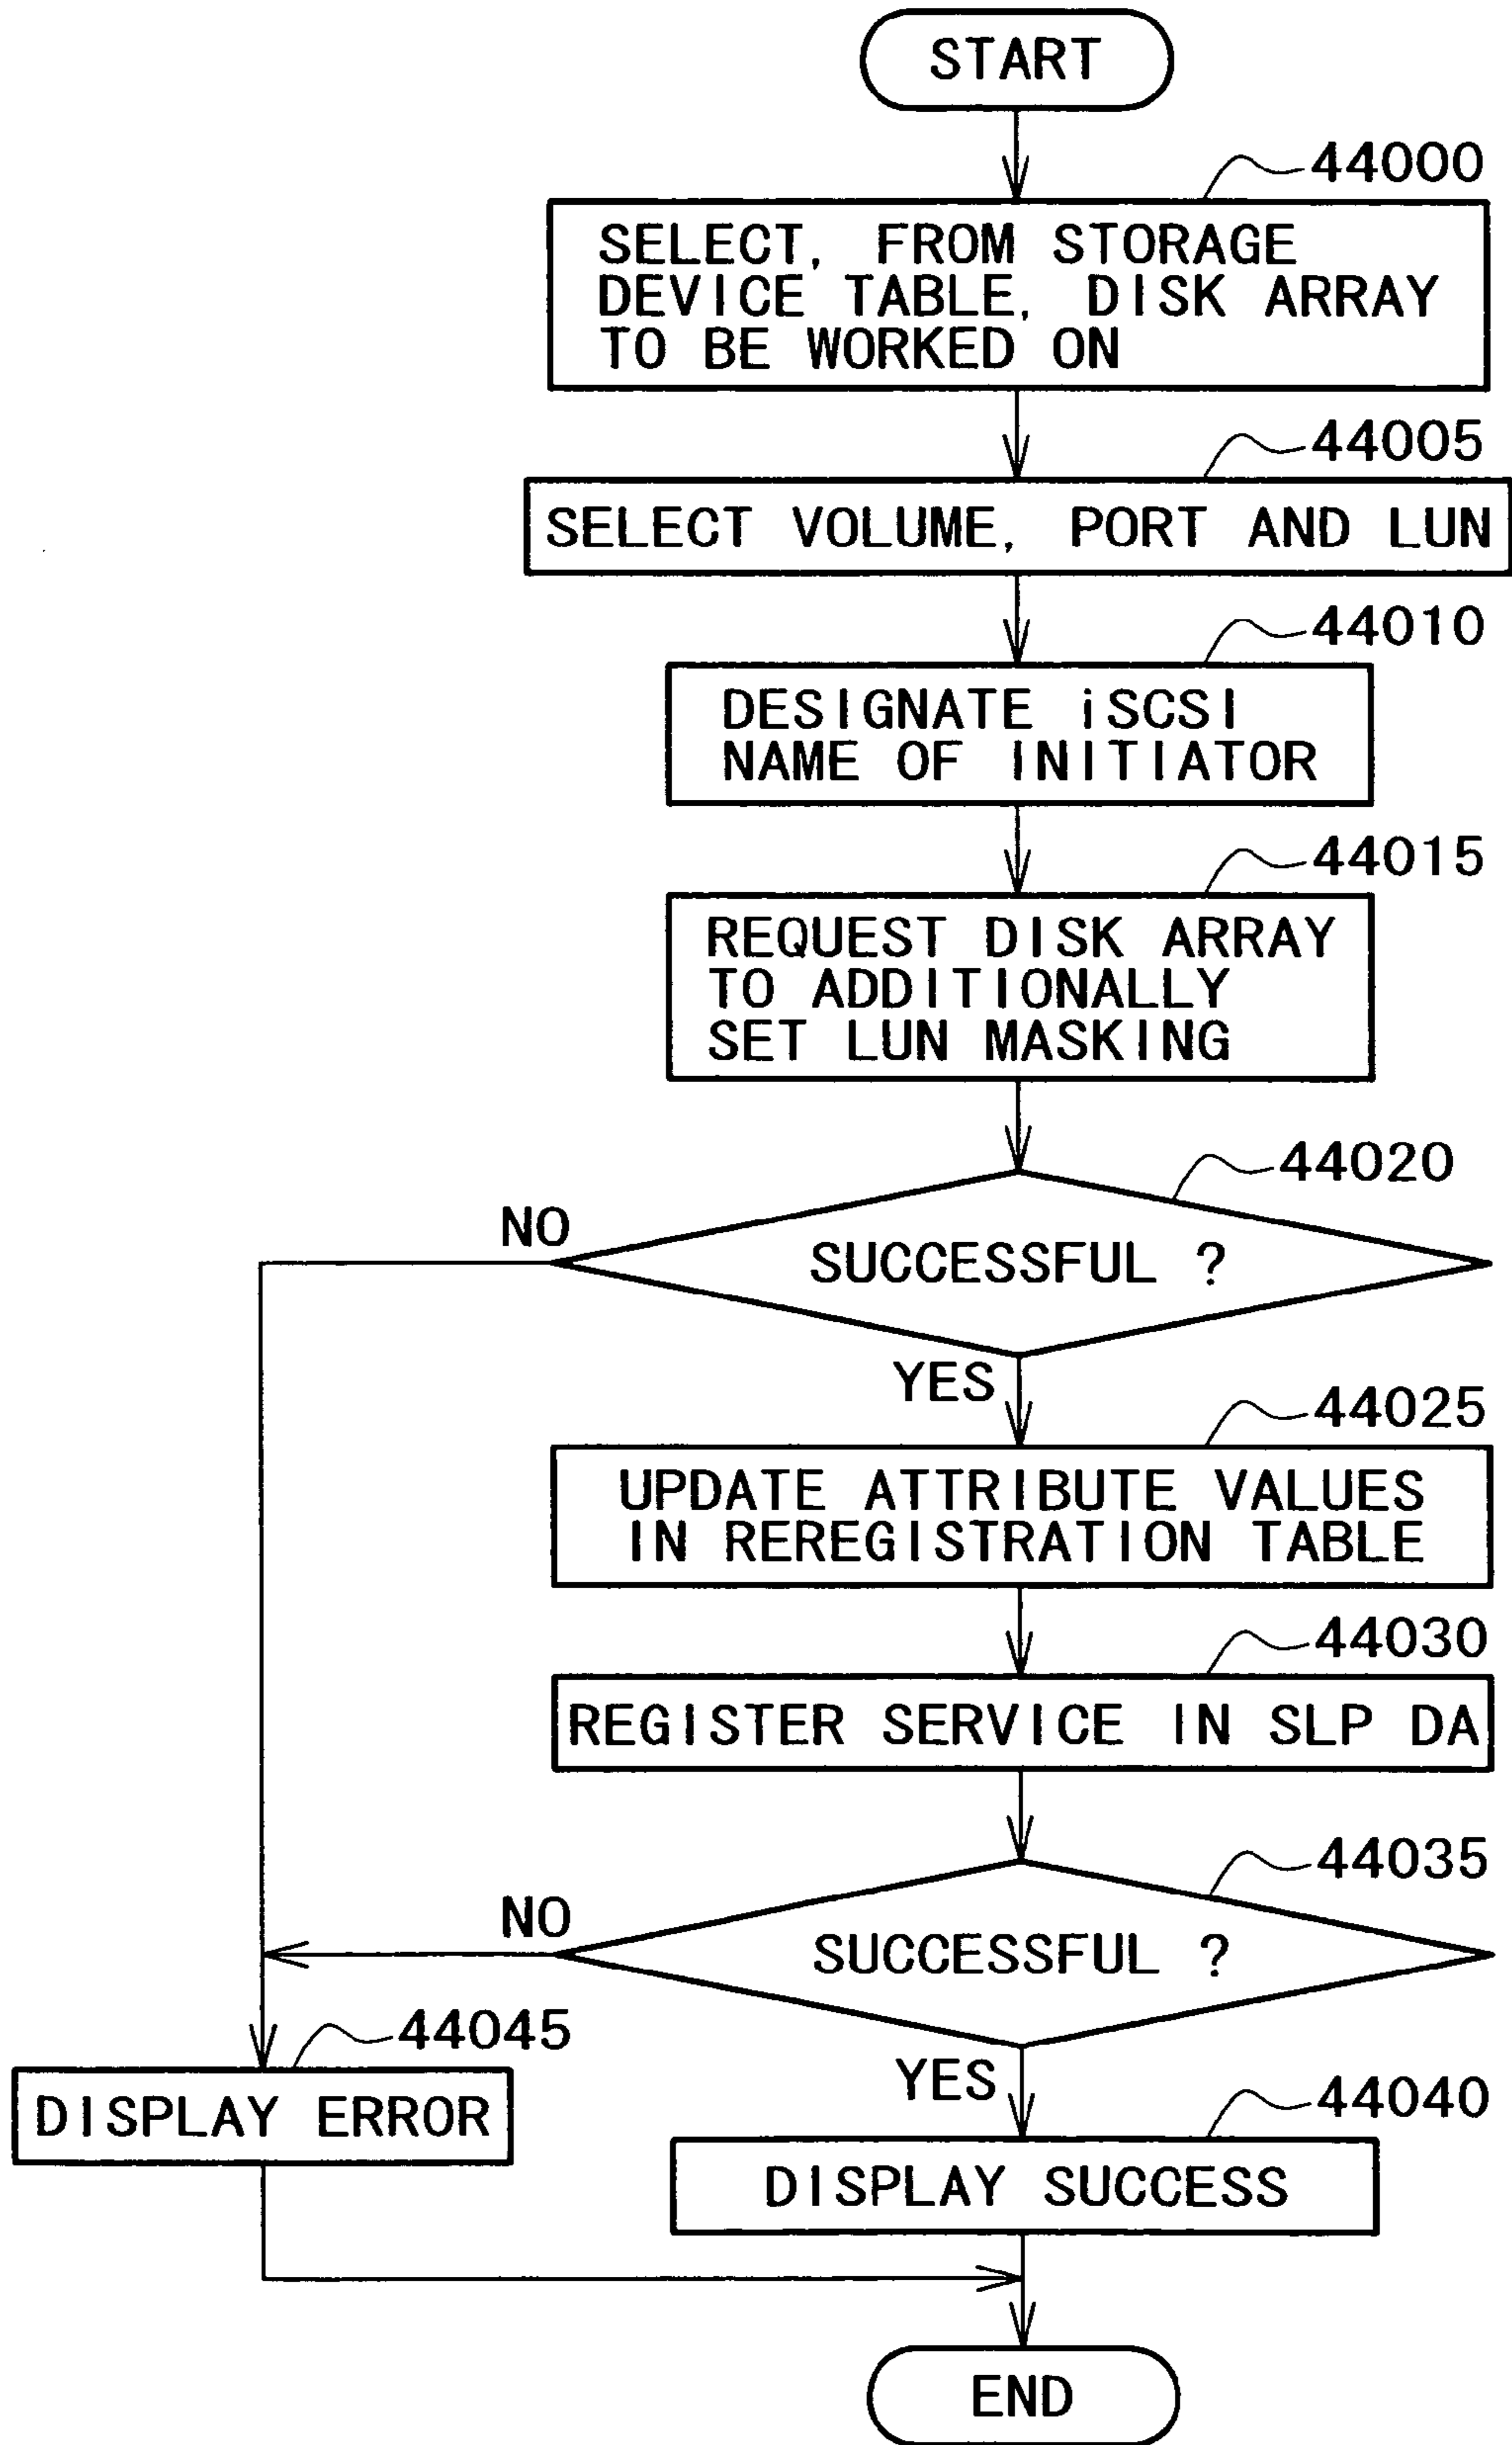 START
44000
SELECT, FROM STORAGE
DEVICE TABLE, DISK ARRAY
TO BE WORKED ON
44005
SELECT VOLUME, PORT AND LUN
44010
DESIGNATE iSCSI
NAME OF INITIATOR
44015
REQUEST DISK ARRAY
TO ADDITIONALLY
SET LUN MASKING
44020
NO
SUCCESSFUL ?
YES
44025
UPDATE ATTRIBUTE VALUES
IN REREGISTRATION TABLE
44030
REGISTER SERVICE IN SLP DA
44035
NO
SUCCESSFUL ?
44045
DISPLAY ERROR
YES
44040
DISPLAY SUCCESS
END